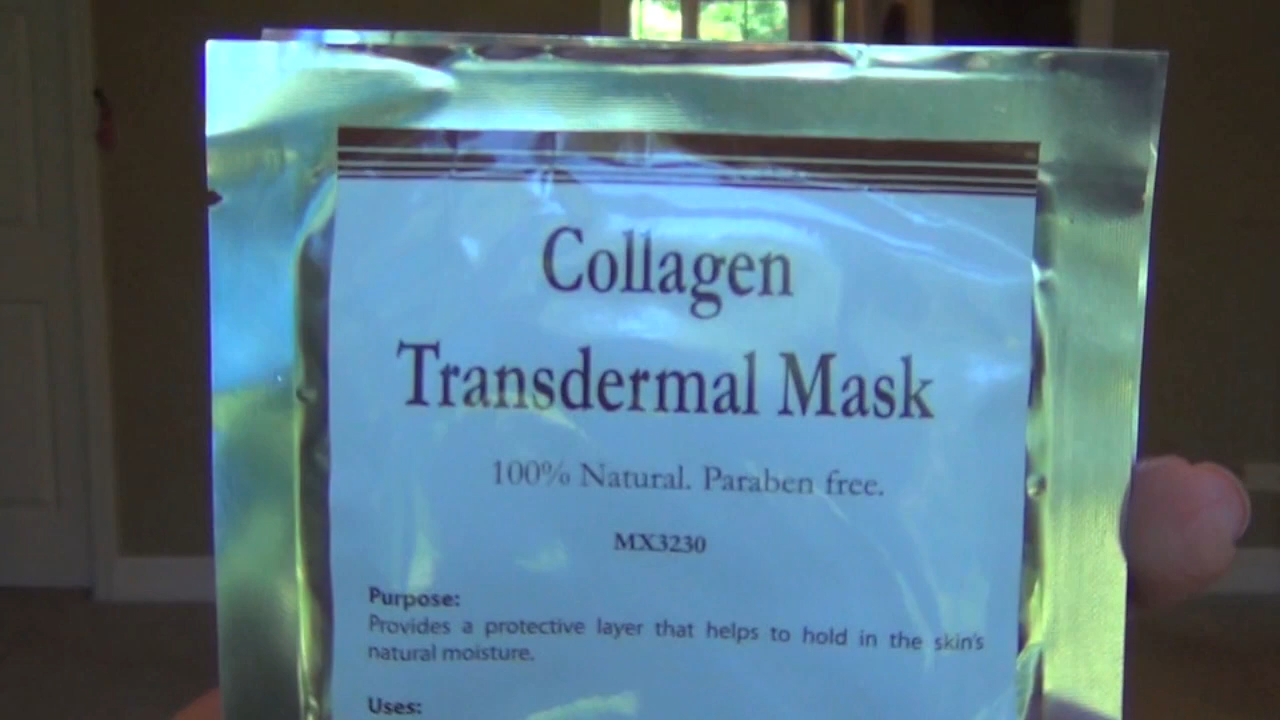 Collagen
Transdermal Mask
100% Natural. Paraben free.
MX3230
Purpose:
Provides a protective layer that helps to hold in the skin's
natural moisture.
Uses: